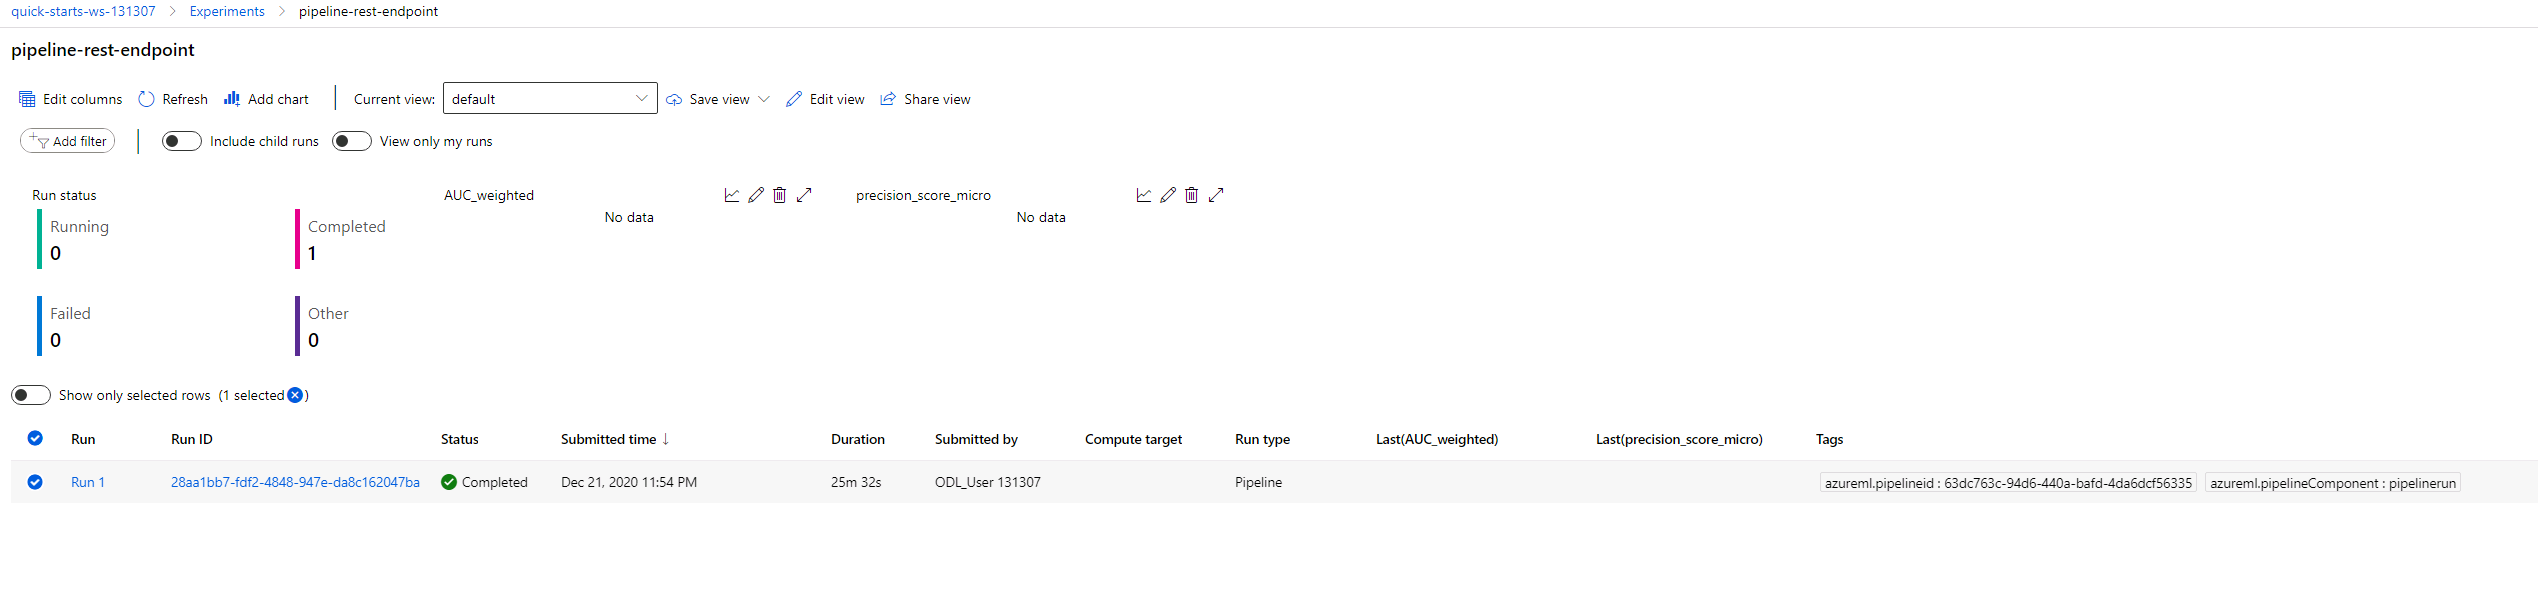 quick-starts-ws-131307 > Experiments > pipeline-rest-endpoint
pipeline-rest-endpoint
Edit columns Refresh Add chart Current view: default Save view Edit view Share view
Add filter Include child runs View only my runs
Run status AUC_weighted precision_score_micro
No data No data
Running Completed
0 1
Failed Other
0 0
Show only selected rows (1 selected )
Run Run ID Status Submitted time ↓ Duration Submitted by Compute target Run type Last(AUC_weighted) Last(precision_score_micro) Tags
Run 1 28aa1bb7-fdf2-4848-947e-da8c162047ba Completed Dec 21, 2020 11:54 PM 25m 32s ODL_User 131307 Pipeline azureml.pipelineid : 63dc763c-94d6-440a-bafd-4da6dcf56335 azureml.pipelineComponent : pipelinerun